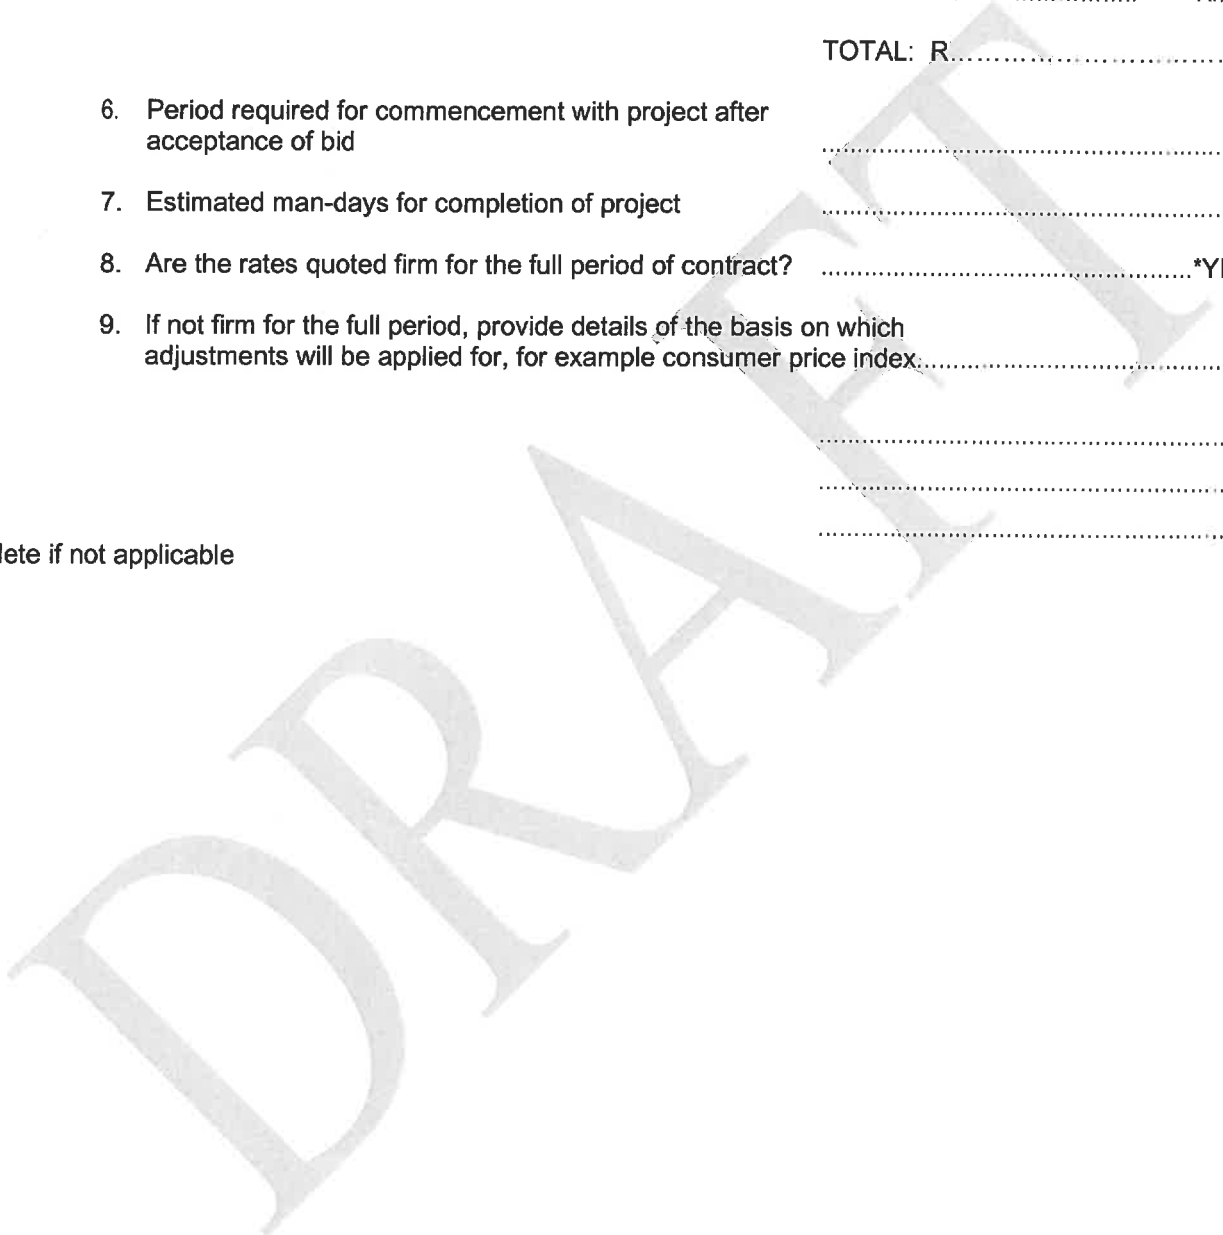 TOTAL: R..........................................
6. Period required for commencement with project after
acceptance of bid ..........................................
7. Estimated man-days for completion of project ..........................................
8. Are the rates quoted firm for the full period of contract? ..........................................*Y
9. If not firm for the full period, provide details of the basis on which
adjustments will be applied for, for example consumer price index..........................................
..........................................
..........................................
..........................................
lete if not applicable
DRAFT